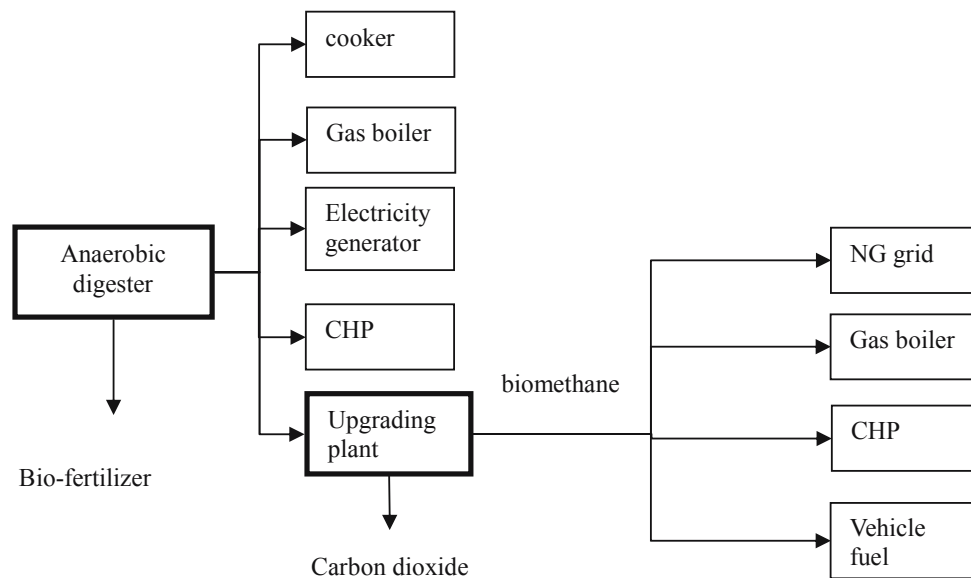 cooker
Gas boiler
Electricity
generator
Anaerobic
digester
CHP
Upgrading
plant
Bio-fertilizer
Carbon dioxide
biomethane
NG grid
Gas boiler
CHP
Vehicle
fuel